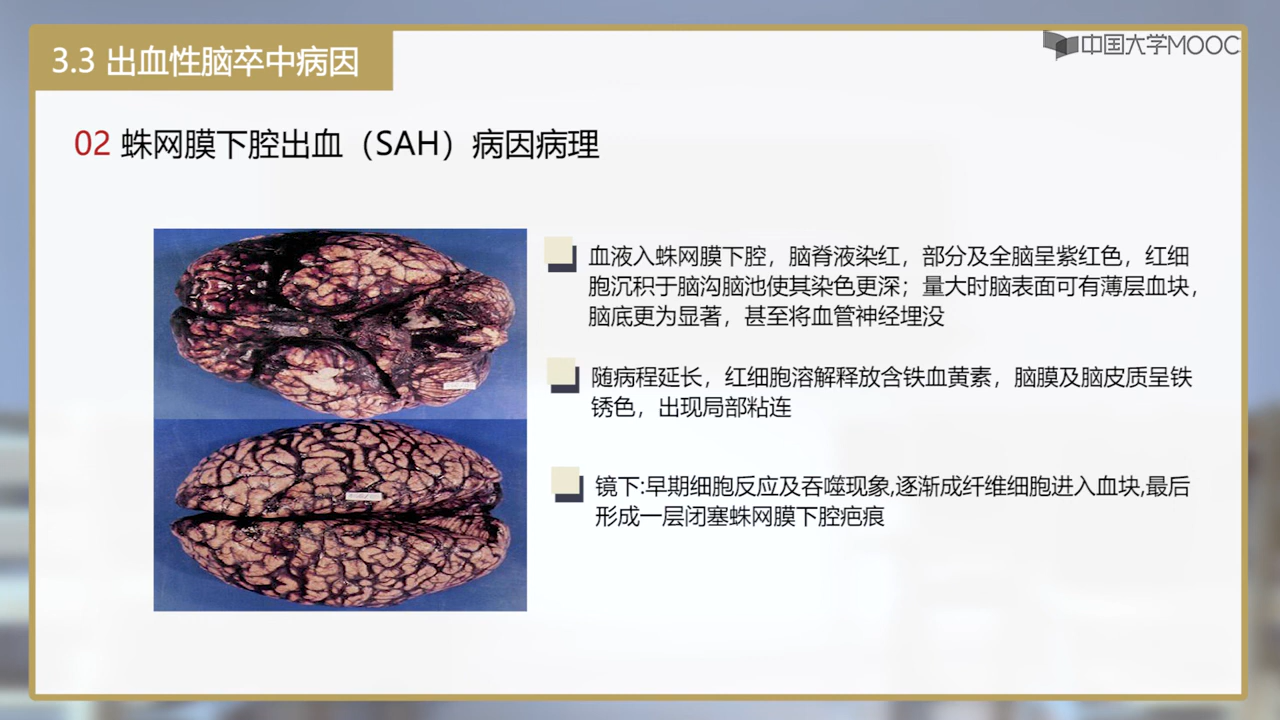 3.3 出血性脑卒中病因
中国大学MOOC
02 蛛网膜下腔出血（SAH）病因病理
血液入蛛网膜下腔，脑脊液染红，部分及全脑呈紫红色，红细
胞沉积于脑沟脑池使其染色更深；量大时脑表面可有薄层血块，
脑底更为显著，甚至将血管神经埋没
随病程延长，红细胞溶解释放含铁血黄素，脑膜及脑皮质呈铁
锈色，出现局部粘连
镜下:早期细胞反应及吞噬现象,逐渐成纤维细胞进入血块,最后
形成一层闭塞蛛网膜下腔疤痕